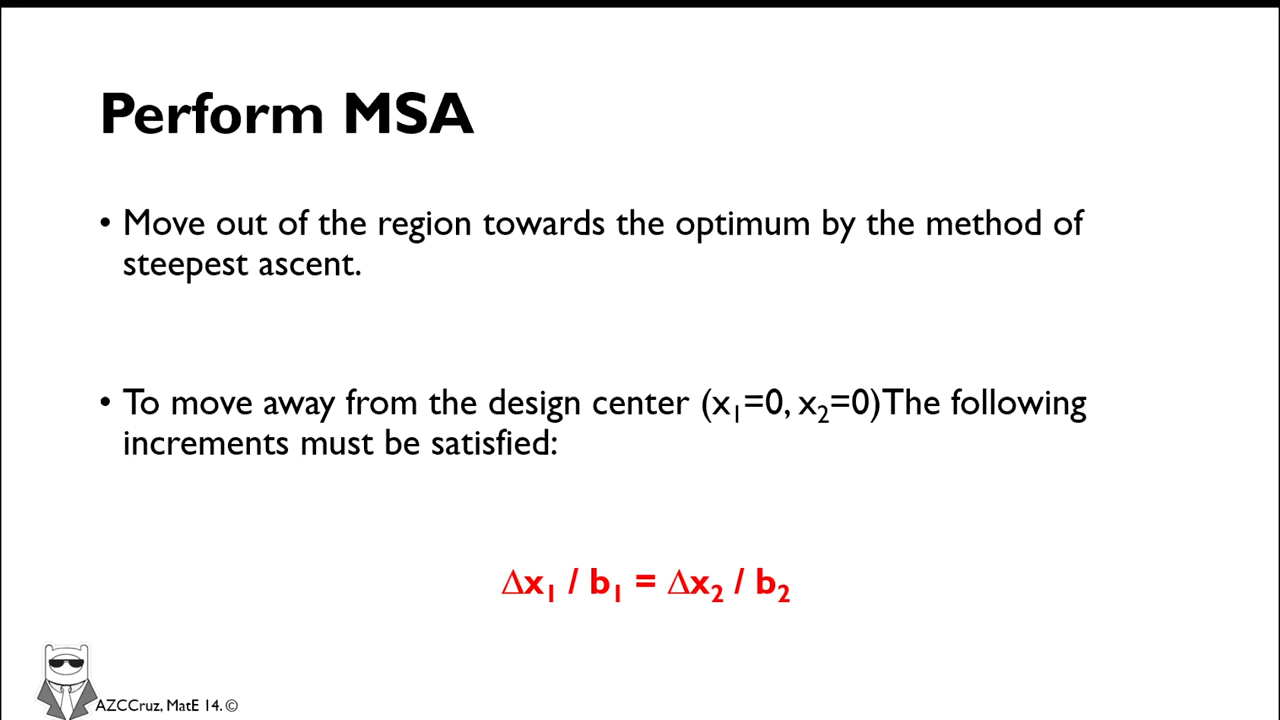 Perform MSA
• Move out of the region towards the optimum by the method of
steepest ascent.
• To move away from the design center (x₁=0, x₂=0)The following
increments must be satisfied:
Δx₁ / b₁ = Δx₂ / b₂
AZCCruz, MatE 14. ©